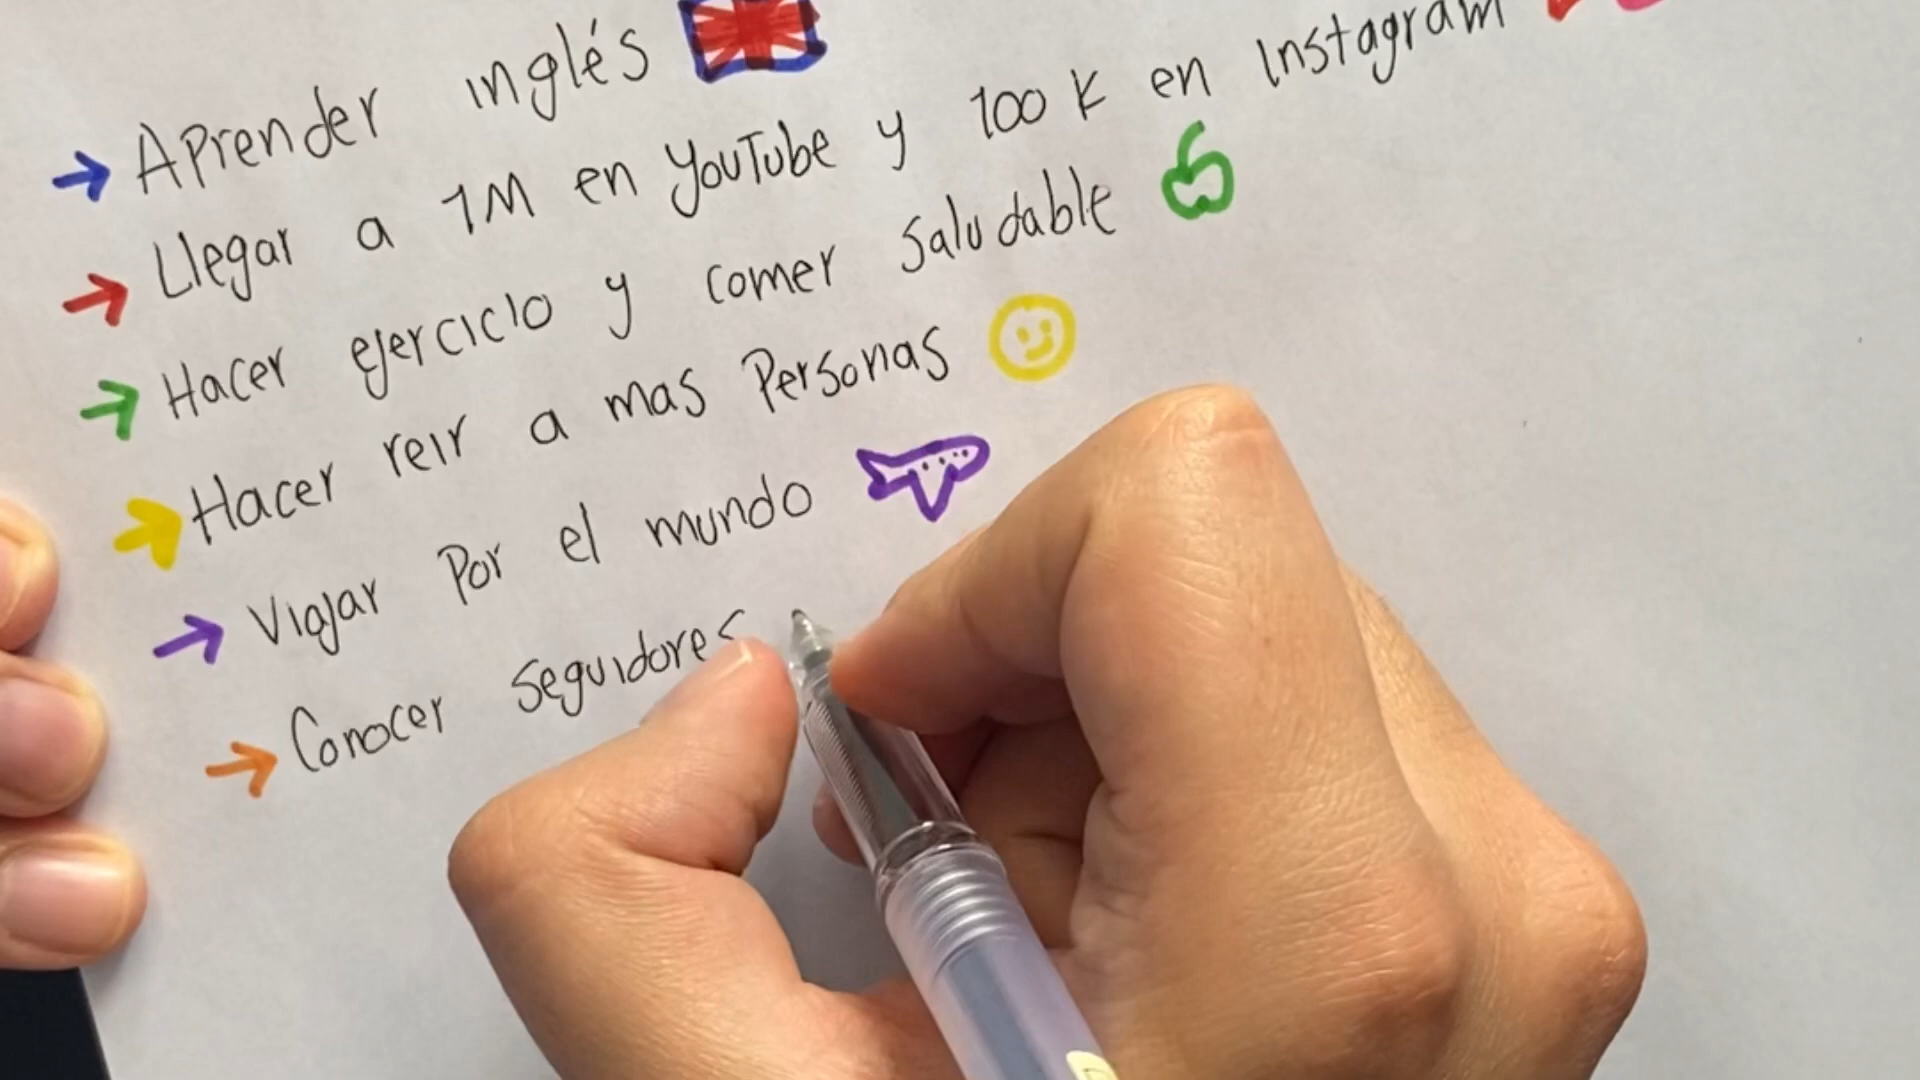 Aprender inglés
Llegar a 1M en YouTube y 100K en Instagram
Hacer ejercicio y comer saludable
Hacer reir a mas Personas
Viajar Por el mundo
Conocer seguidores